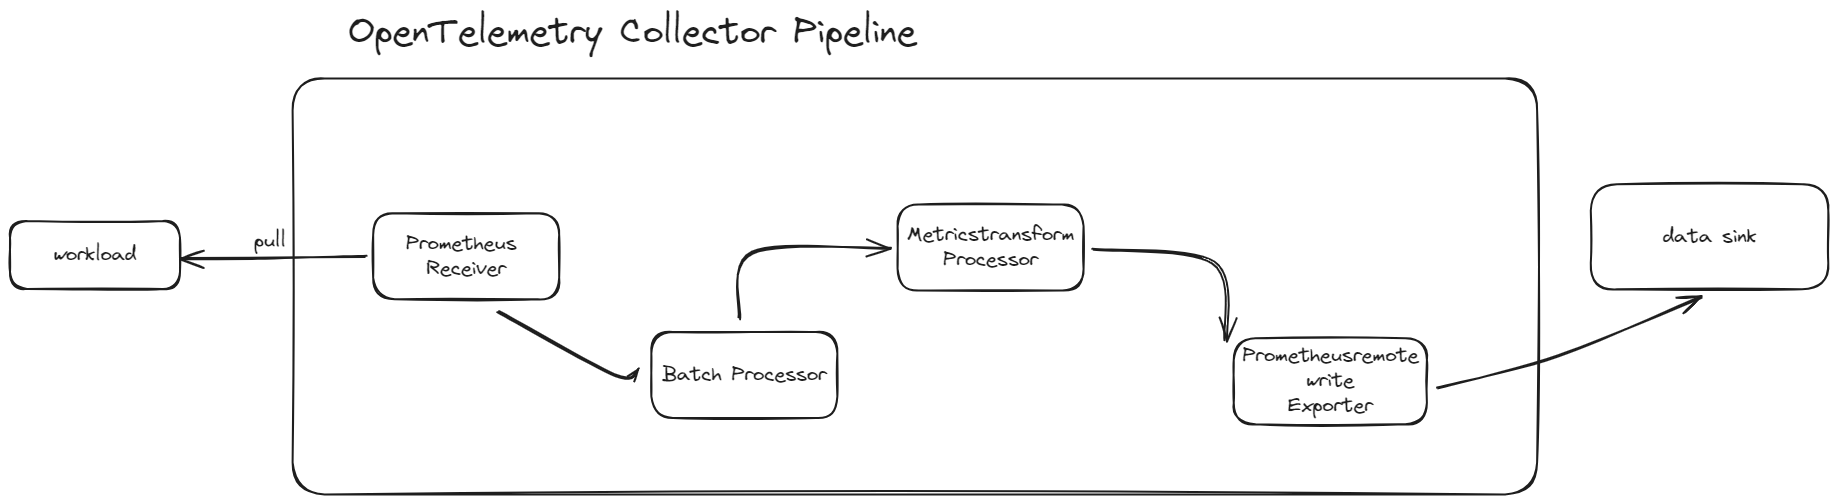 OpenTelemetry Collector Pipeline
workload
pull
Prometheus
Receiver
Batch Processor
Metricstransform
Processor
Prometheusremote
write
Exporter
data sink